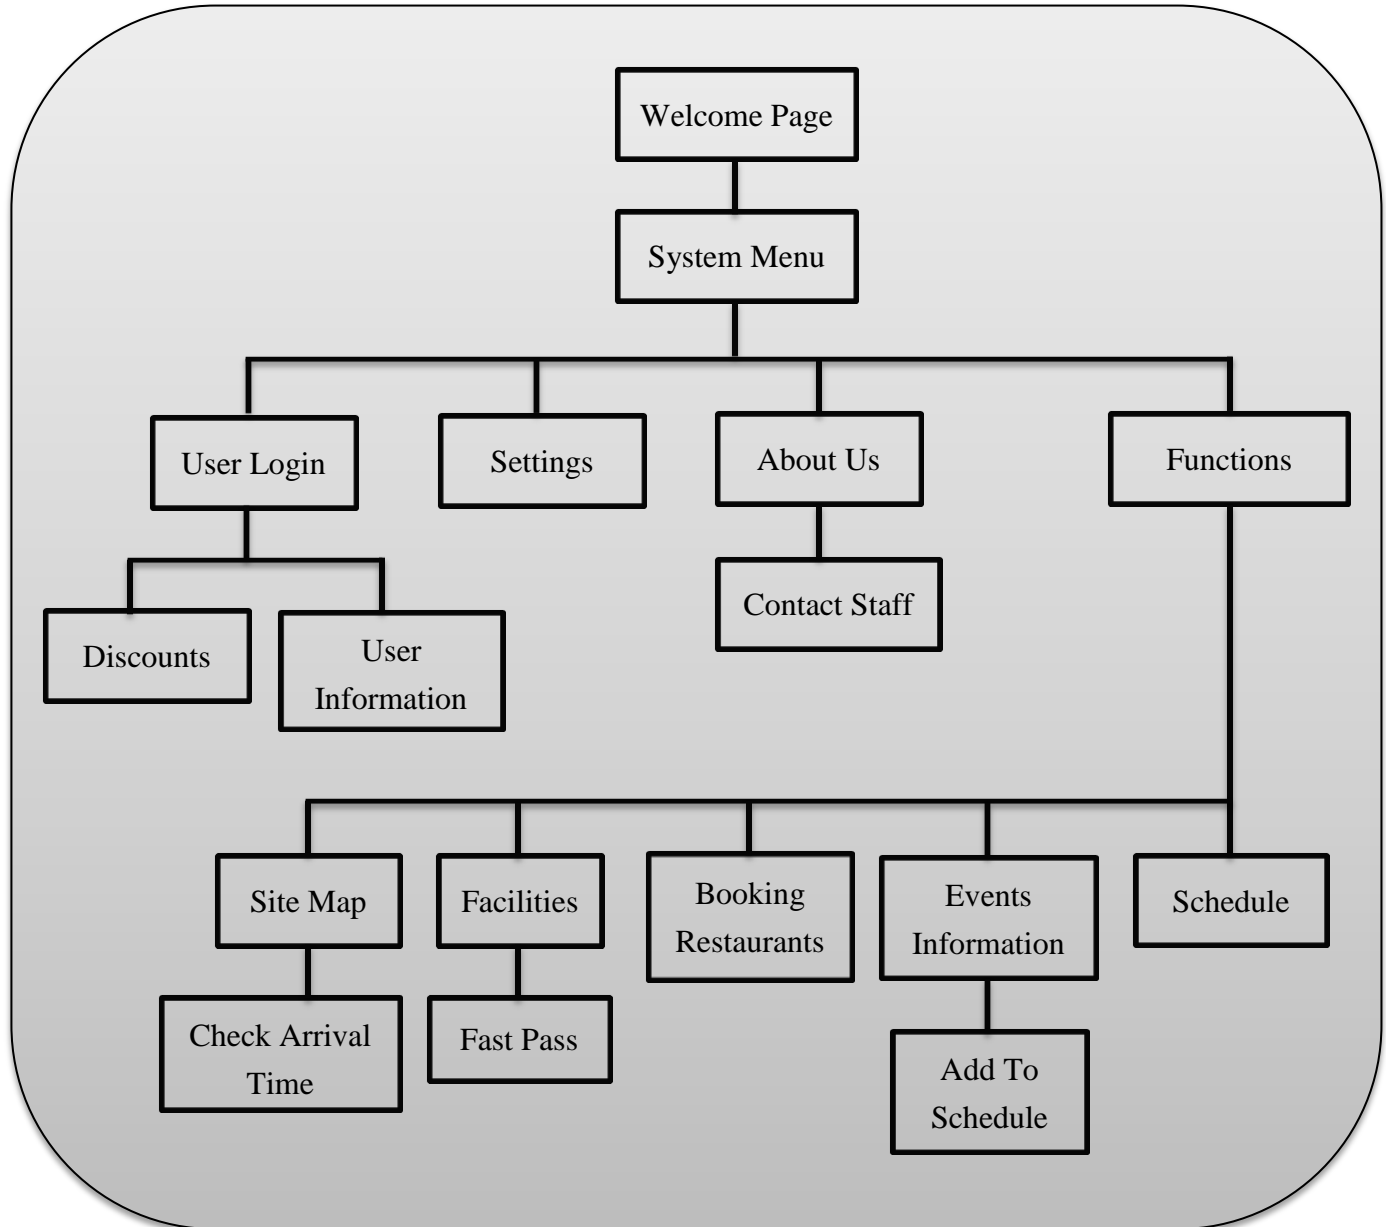 Welcome Page
System Menu
User Login
Settings
About Us
Functions
Discounts
User
Information
Contact Staff
Site Map
Facilities
Booking
Restaurants
Events
Information
Schedule
Check Arrival
Time
Fast Pass
Add To
Schedule